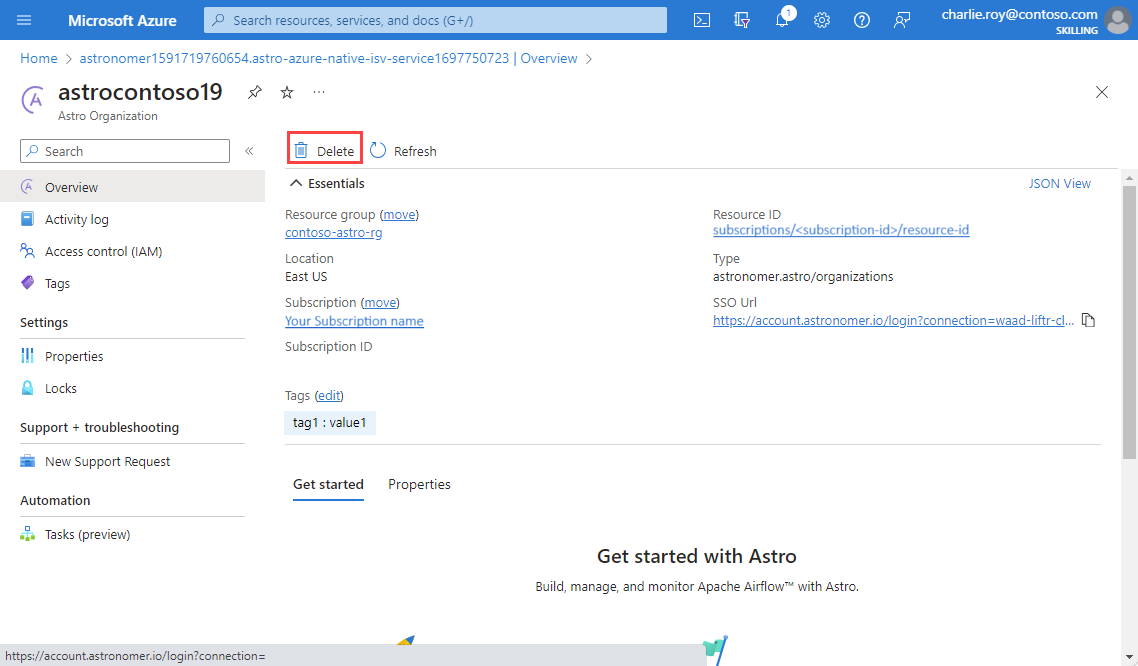 Microsoft Azure
Search resources, services, and docs (G+/)
1
charlie.roy@contoso.com
SKILLING
Home > astronomer1591719760654.astro-azure-native-isv-service1697750723 | Overview >
astrocontoso19
Astro Organization
Search
Overview
Activity log
Access control (IAM)
Tags
Settings
Properties
Locks
Support + troubleshooting
New Support Request
Automation
Tasks (preview)
Delete
Refresh
Essentials
JSON View
Resource group (move)
contoso-astro-rg
Location
East US
Subscription (move)
Your Subscription name
Subscription ID
Resource ID
subscriptions/<subscription-id>/resource-id
Type
astronomer.astro/organizations
SSO Url
https://account.astronomer.io/login?connection=waad-liftr-cl...
Tags (edit)
tag1 : value1
Get started
Properties
Get started with Astro
Build, manage, and monitor Apache Airflow™ with Astro.
https://account.astronomer.io/login?connection=